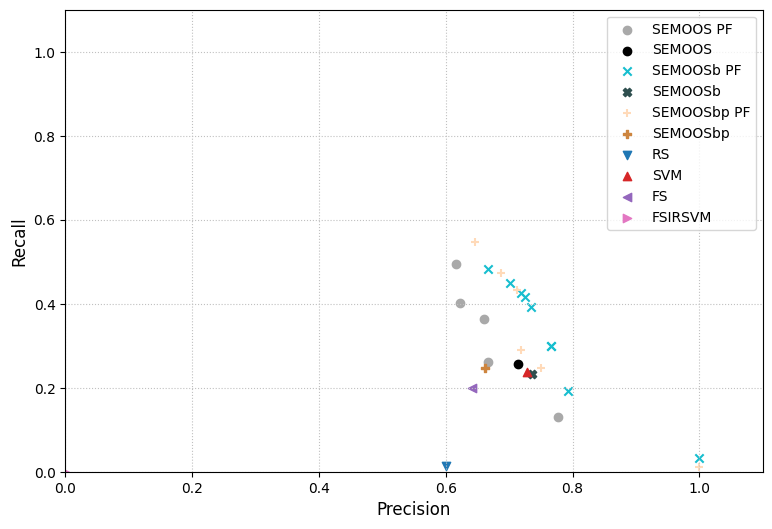 SEMOOS PF
SEMOOS
SEMOOSb PF
SEMOOSb
SEMOOSbp PF
SEMOOSbp
RS
SVM
FS
FSIRSVM
Recall
1.0
0.8
0.6
0.4
0.2
0.0
0.0 0.2 0.4 0.6 0.8 1.0
Precision